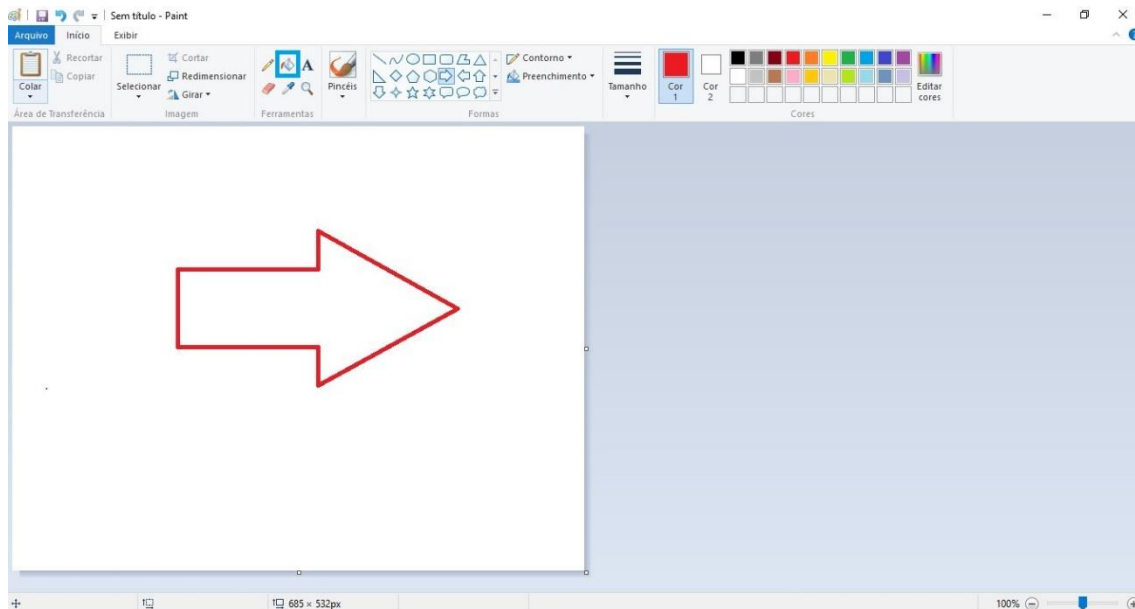 Sem título - Paint
Arquivo Início Exibir
Colar
Recortar
Copiar
Área de Transferência
Selecionar
Cortar
Redimensionar
Girar
Imagem
A
Ferramentas
Pincéis
Contorno
Preenchimento
Formas
Tamanho
Cor 1
Cor 2
Editar cores
Cores
685 × 532px
100%